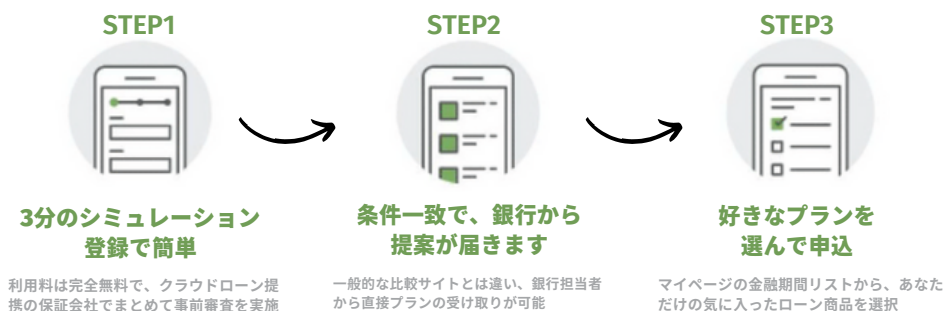 STEP1
3分のシミュレーション
登録で簡単
利用料は完全無料で、クラウドローン提
携の保証会社でまとめて事前審査を実施
STEP2
条件一致で、銀行から
提案が届きます
一般的な比較サイトとは違い、銀行担当者
から直接プランの受け取りが可能
STEP3
好きなプランを
選んで申込
マイページの金融期間リストから、あなた
だけの気に入ったローン商品を選択